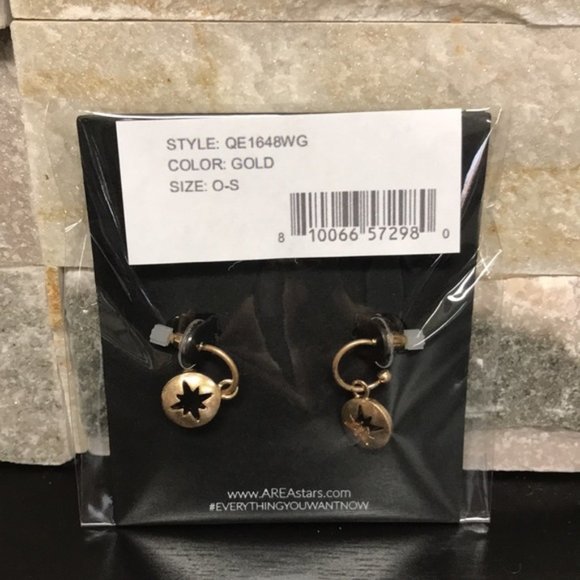 STYLE: QE1648WG
COLOR: GOLD
SIZE: O-S
8 10066 57298 0
www.AREAstars.com
#EVERYTHINGYOUWANTNOW